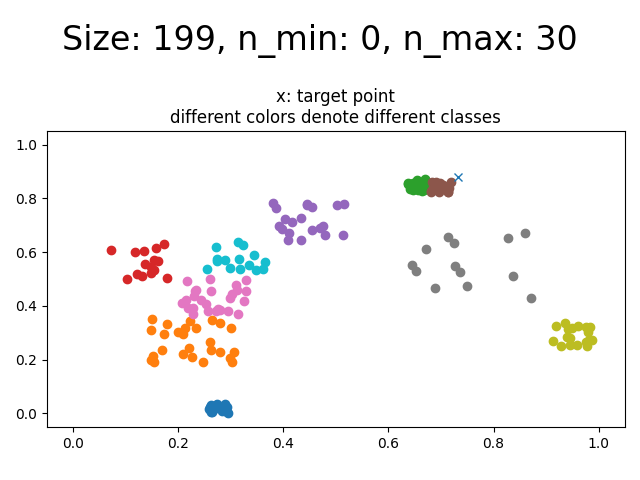 Size: 199, n_min: 0, n_max: 30
x: target point
different colors denote different classes
1.0
0.8
0.6
0.4
0.2
0.0
0.0 0.2 0.4 0.6 0.8 1.0